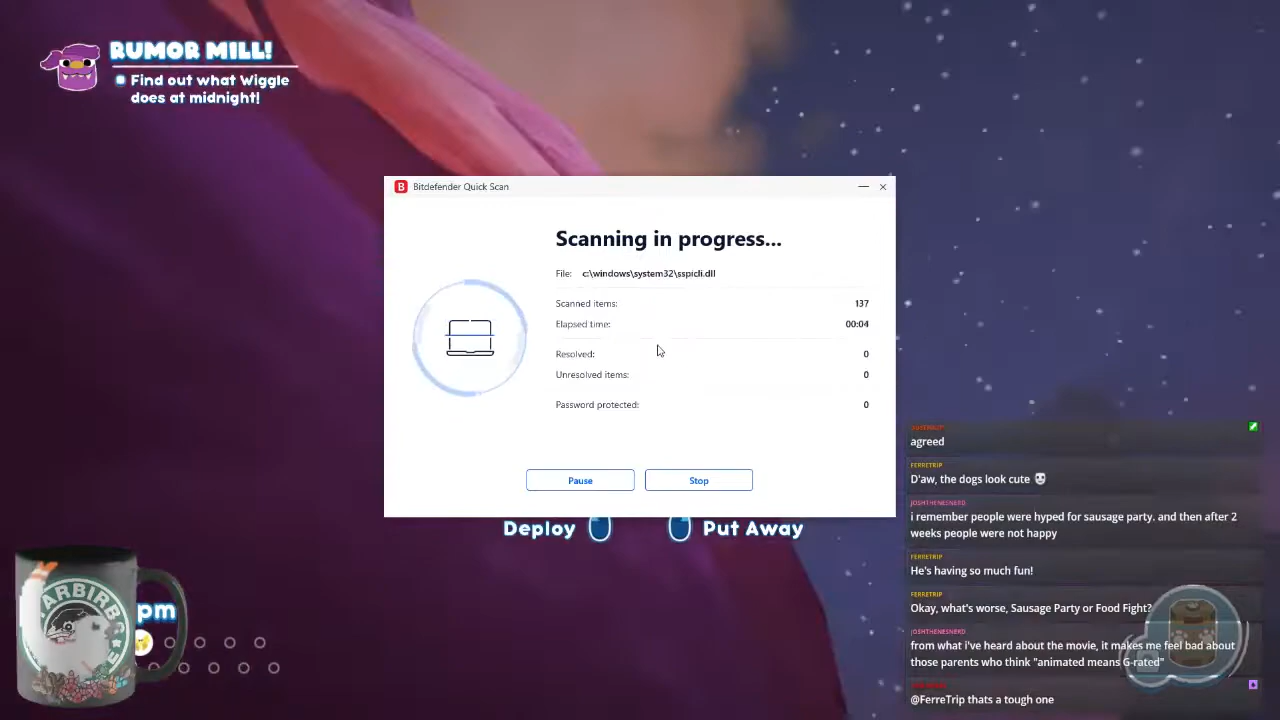 RUMOR MILL!
Find out what Wiggle
does at midnight!
B Bitdefender Quick Scan
Scanning in progress...
File: c:\windows\system32\sspicli.dll
Scanned items: 137
Elapsed time: 00:04
Resolved: 0
Unresolved items: 0
Password protected: 0
Pause Stop
Deploy Put Away
pm
agreed
FERRETRIP
D'aw, the dogs look cute
JOSHTHENESNERD
i remember people were hyped for sausage party. and then after 2
weeks people were not happy
FERRETRIP
He's having so much fun!
FERRETRIP
Okay, what's worse, Sausage Party or Food Fight?
JOSHTHENESNERD
from what i've heard about the movie, it makes me feel bad about
those parents who think "animated means G-rated"
@FerreTrip thats a tough one